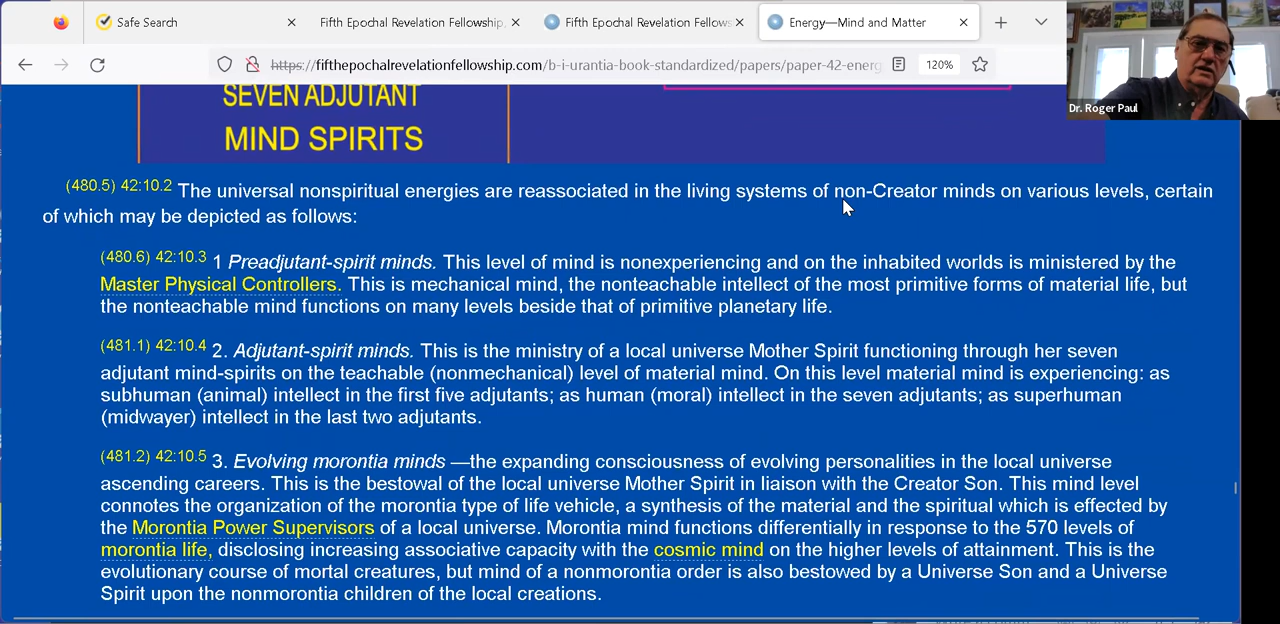 Safe Search
Fifth Epochal Revelation Fellowship,
Fifth Epochal Revelation Fellows
Energy—Mind and Matter
https://fifthepochalrevelationfellowship.com/b-i-urantia-book-standardized/papers/paper-42-energ
120%
Dr. Roger Paul
SEVEN ADJUTANT
MIND SPIRITS
(480.5) 42:10.2 The universal nonspiritual energies are reassociated in the living systems of non-Creator minds on various levels, certain
of which may be depicted as follows:
(480.6) 42:10.3 1 Preadjutant-spirit minds. This level of mind is nonexperiencing and on the inhabited worlds is ministered by the
Master Physical Controllers. This is mechanical mind, the nonteachable intellect of the most primitive forms of material life, but
the nonteachable mind functions on many levels beside that of primitive planetary life.
(481.1) 42:10.4 2. Adjutant-spirit minds. This is the ministry of a local universe Mother Spirit functioning through her seven
adjutant mind-spirits on the teachable (nonmechanical) level of material mind. On this level material mind is experiencing: as
subhuman (animal) intellect in the first five adjutants; as human (moral) intellect in the seven adjutants; as superhuman
(midwayer) intellect in the last two adjutants.
(481.2) 42:10.5 3. Evolving morontia minds —the expanding consciousness of evolving personalities in the local universe
ascending careers. This is the bestowal of the local universe Mother Spirit in liaison with the Creator Son. This mind level
connotes the organization of the morontia type of life vehicle, a synthesis of the material and the spiritual which is effected by
the Morontia Power Supervisors of a local universe. Morontia mind functions differentially in response to the 570 levels of
morontia life, disclosing increasing associative capacity with the cosmic mind on the higher levels of attainment. This is the
evolutionary course of mortal creatures, but mind of a nonmorontia order is also bestowed by a Universe Son and a Universe
Spirit upon the nonmorontia children of the local creations.